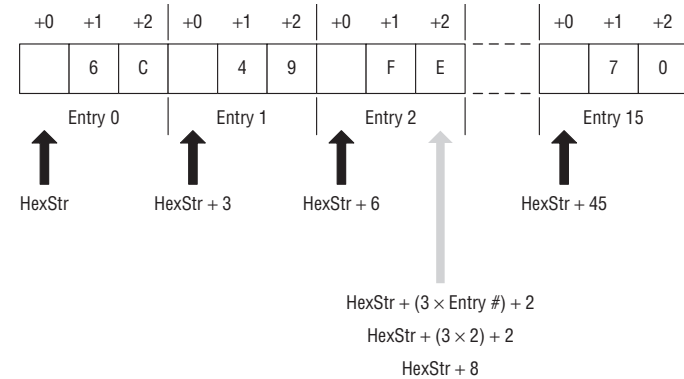 +0 +1 +2 +0 +1 +2 +0 +1 +2 +0 +1 +2
6 C 4 9 F E 7 0
Entry 0 Entry 1 Entry 2 Entry 15
HexStr HexStr + 3 HexStr + 6 HexStr + 45
HexStr + (3 × Entry #) + 2
HexStr + (3 × 2) + 2
HexStr + 8